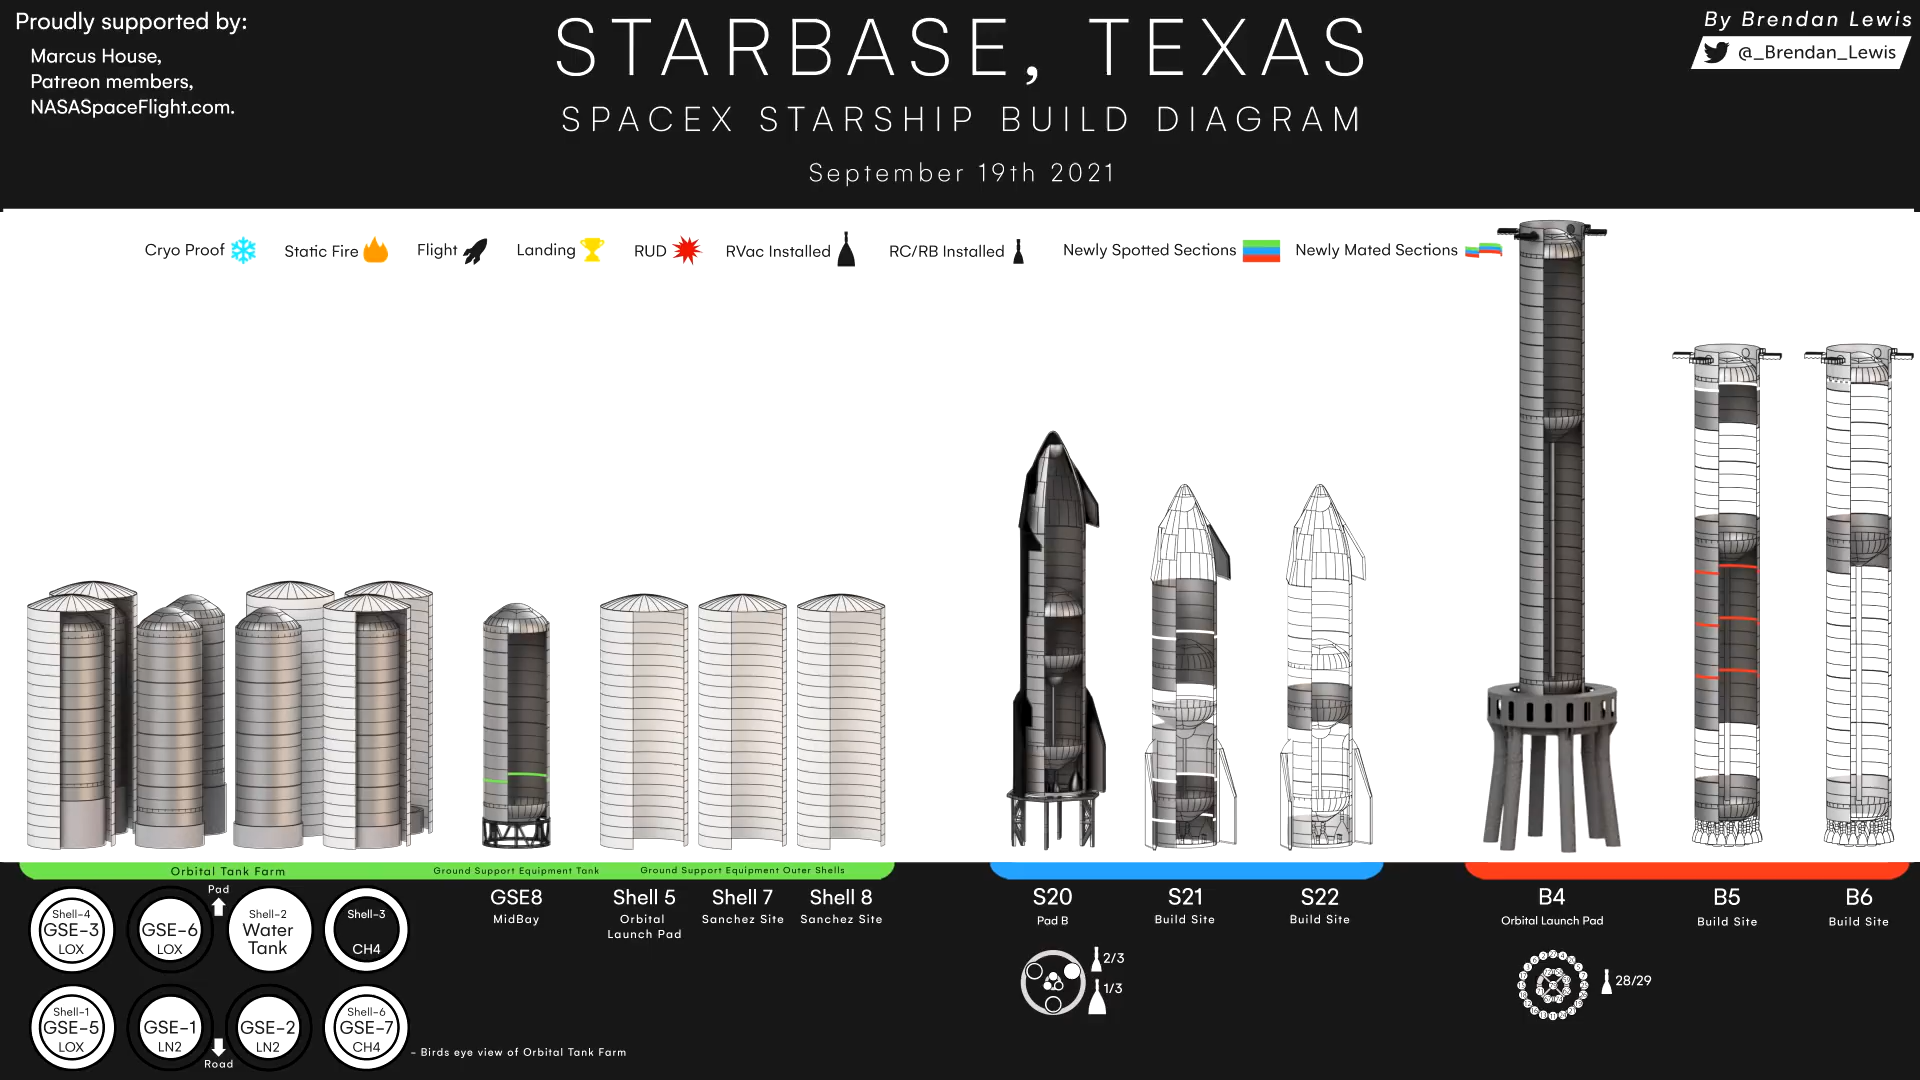 Proudly supported by:
Marcus House,
Patreon members,
NASASpaceFlight.com.
STARBASE, TEXAS
SPACEX STARSHIP BUILD DIAGRAM
September 19th 2021
By Brendan Lewis
@_Brendan_Lewis
Cryo Proof
Static Fire
Flight
Landing
RUD
RVac Installed
RC/RB Installed
Newly Spotted Sections
Newly Mated Sections
Orbital Tank Farm
Ground Support Equipment Tank
Ground Support Equipment Outer Shells
Pad
Shell-4
GSE-3
LOX
GSE-6
LOX
Shell-2
Water
Tank
Shell-3
CH4
Shell-1
GSE-5
LOX
GSE-1
LN2
GSE-2
LN2
Shell-6
GSE-7
CH4
Road
- Birds eye view of Orbital Tank Farm
GSE8
MidBay
Shell 5
Orbital
Launch Pad
Shell 7
Sanchez Site
Shell 8
Sanchez Site
S20
Pad B
2/3
1/3
S21
Build Site
S22
Build Site
B4
Orbital Launch Pad
28/29
B5
Build Site
B6
Build Site